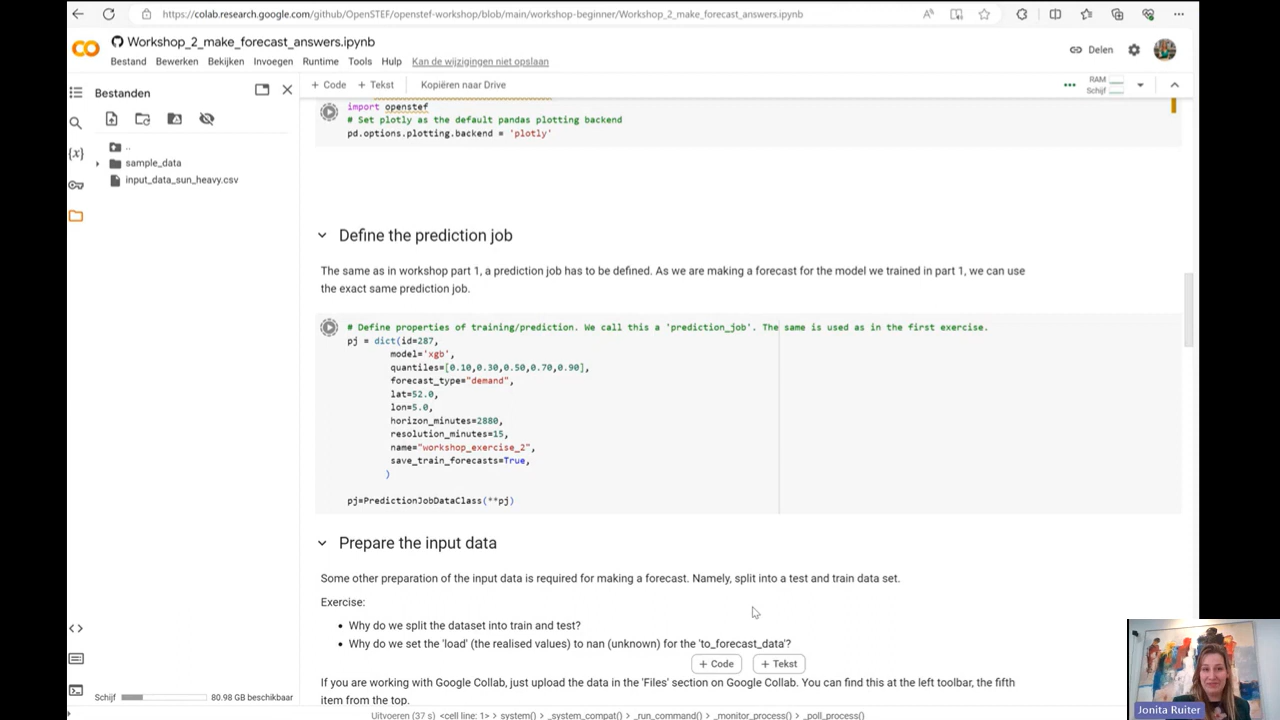 https://colab.research.google.com/github/OpenSTEF/openstef-workshop/blob/main/workshop-beginner/Workshop_2_make_forecast_answers.ipynb
Workshop_2_make_forecast_answers.ipynb
Delen
Bestand Bewerken Bekijken Invoegen Runtime Tools Help Kan de wijzigingen niet opslaan
Bestanden
+ Code + Tekst Kopiëren naar Drive
RAM
Schijf
..
sample_data
input_data_sun_heavy.csv
import openstef
# Set plotly as the default pandas plotting backend
pd.options.plotting.backend = 'plotly'
Define the prediction job
The same as in workshop part 1, a prediction job has to be defined. As we are making a forecast for the model we trained in part 1, we can use
the exact same prediction job.
# Define properties of training/prediction. We call this a 'prediction_job'. The same is used as in the first exercise.
pj = dict(id=287,
model='xgb',
quantiles=[0.10,0.30,0.50,0.70,0.90],
forecast_type="demand",
lat=52.0,
lon=5.0,
horizon_minutes=2880,
resolution_minutes=15,
name="workshop_exercise_2",
save_train_forecasts=True,
)
pj=PredictionJobDataClass(**pj)
Prepare the input data
Some other preparation of the input data is required for making a forecast. Namely, split into a test and train data set.
Exercise:
• Why do we split the dataset into train and test?
• Why do we set the 'load' (the realised values) to nan (unknown) for the 'to_forecast_data'?
+ Code + Tekst
If you are working with Google Collab, just upload the data in the 'Files' section on Google Collab. You can find this at the left toolbar, the fifth
item from the top.
Schijf 80.98 GB beschikbaar
Uitvoeren (37 s) <cell line: 1> > system() > _system_compat() > _run_command() > _monitor_process() > _poll_process()
Jonita Ruiter